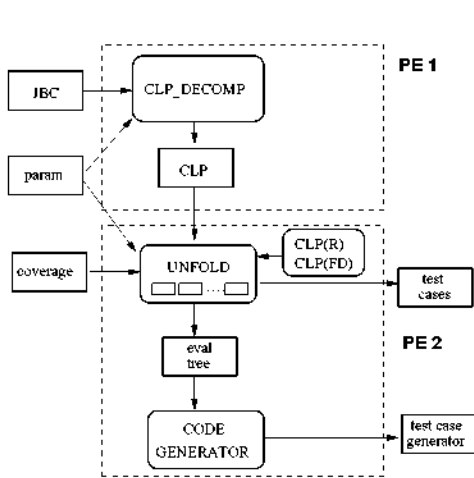 PE 1
JBC
CLP_DECOMP
param
CLP
coverage
UNFOLD
CLP(R)
CLP(FD)
test
cases
PE 2
eval
tree
CODE
GENERATOR
test case
generator